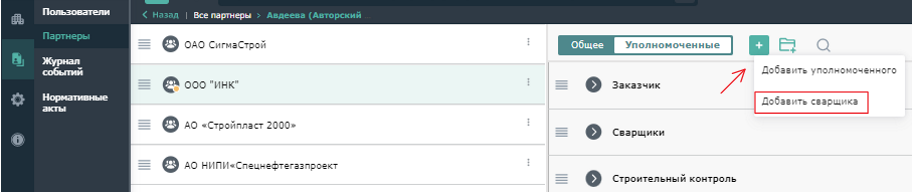 Пользователи
Партнеры
Журнал
событий
Нормативные
акты
Назад | Все партнеры > Авдеева (Авторский ...
ОАО СигмаСтрой
ООО "ИНК"
АО «Стройпласт 2000»
АО НИПИ«Спецнефтегазпроект
Общее Уполномоченные
Добавить уполномоченного
Добавить сварщика
Заказчик
Сварщики
Строительный контроль